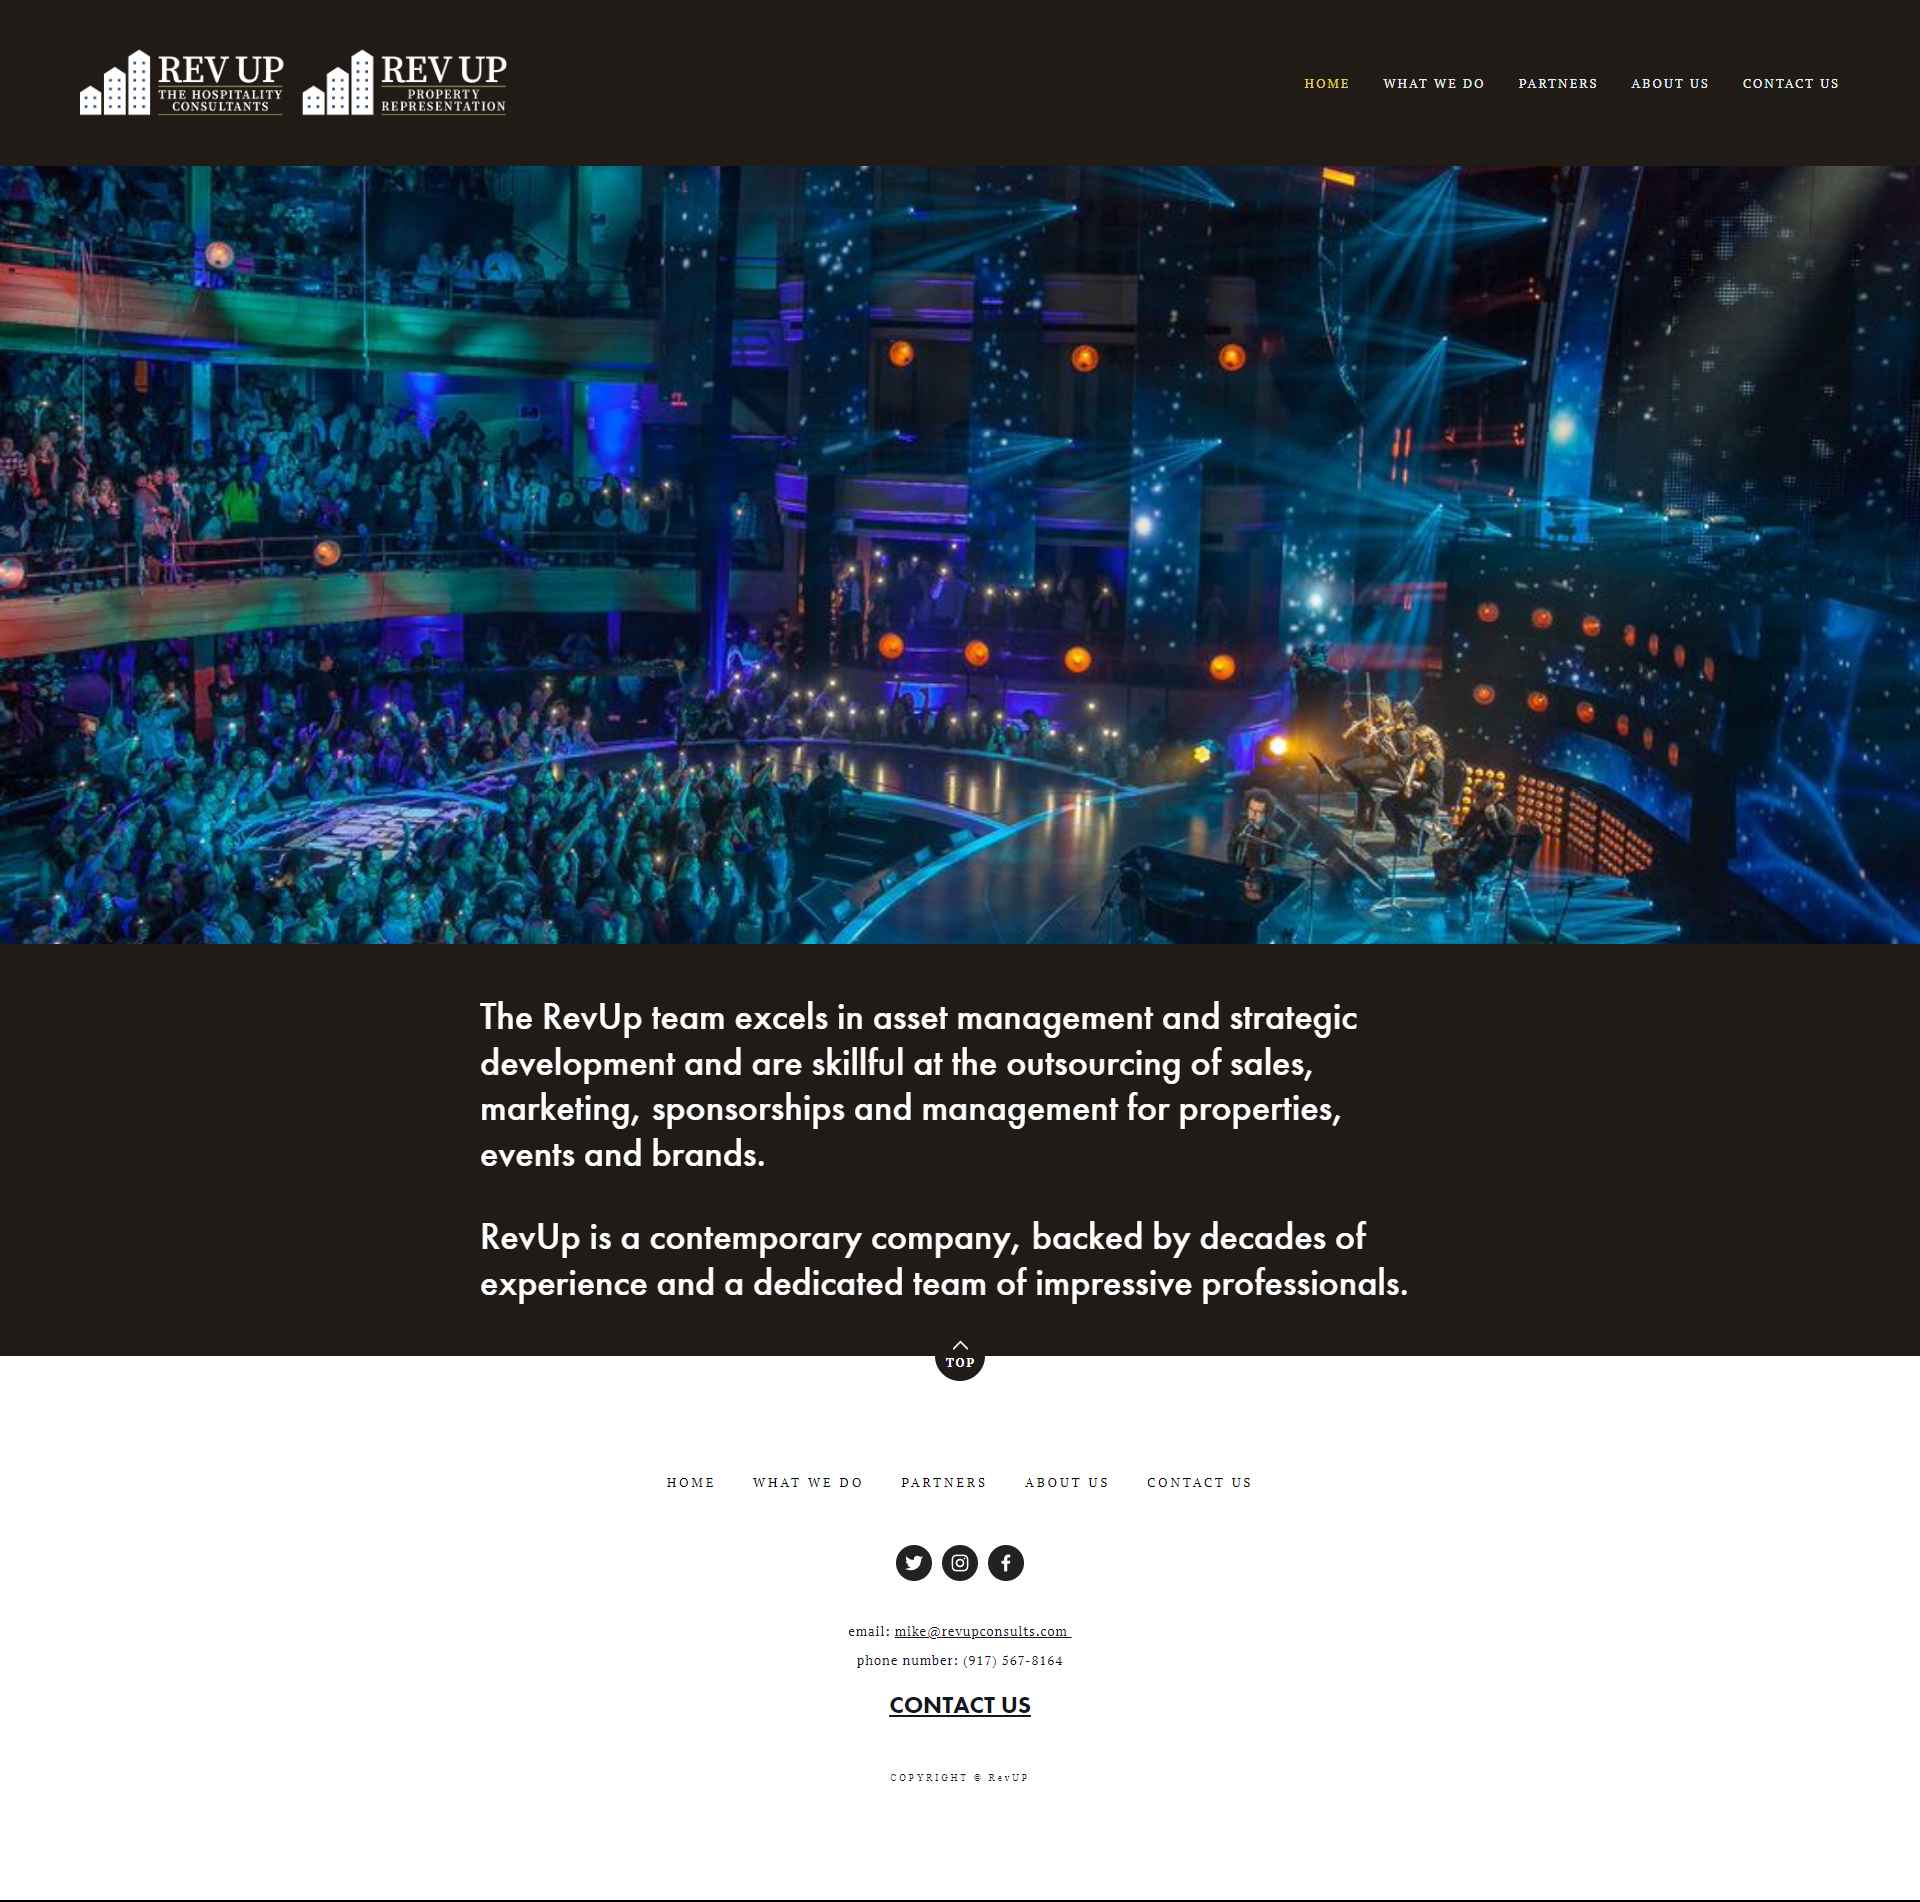 REV UP
THE HOSPITALITY
CONSULTANTS
REV UP
PROPERTY
REPRESENTATION
HOME WHAT WE DO PARTNERS ABOUT US CONTACT US
The RevUp team excels in asset management and strategic
development and are skillful at the outsourcing of sales,
marketing, sponsorships and management for properties,
events and brands.
RevUp is a contemporary company, backed by decades of
experience and a dedicated team of impressive professionals.
TOP
HOME WHAT WE DO PARTNERS ABOUT US CONTACT US
email: mike@revupconsults.com
phone number: (917) 567-8164
CONTACT US
COPYRIGHT © RevUP